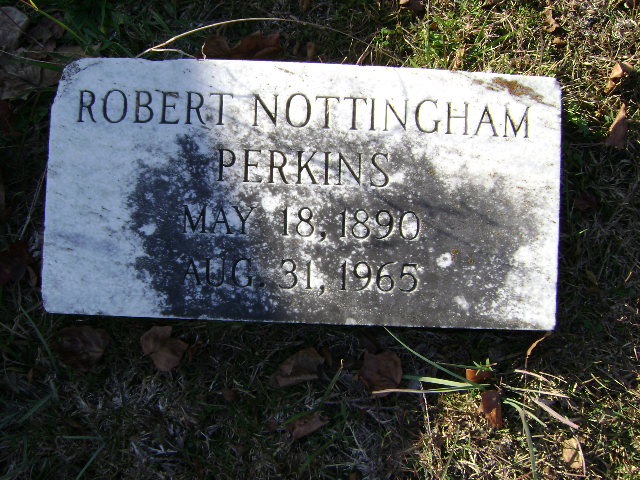 ROBERT NOTTINGHAM
PERKINS
MAY 18, 1890
AUG. 31, 1965